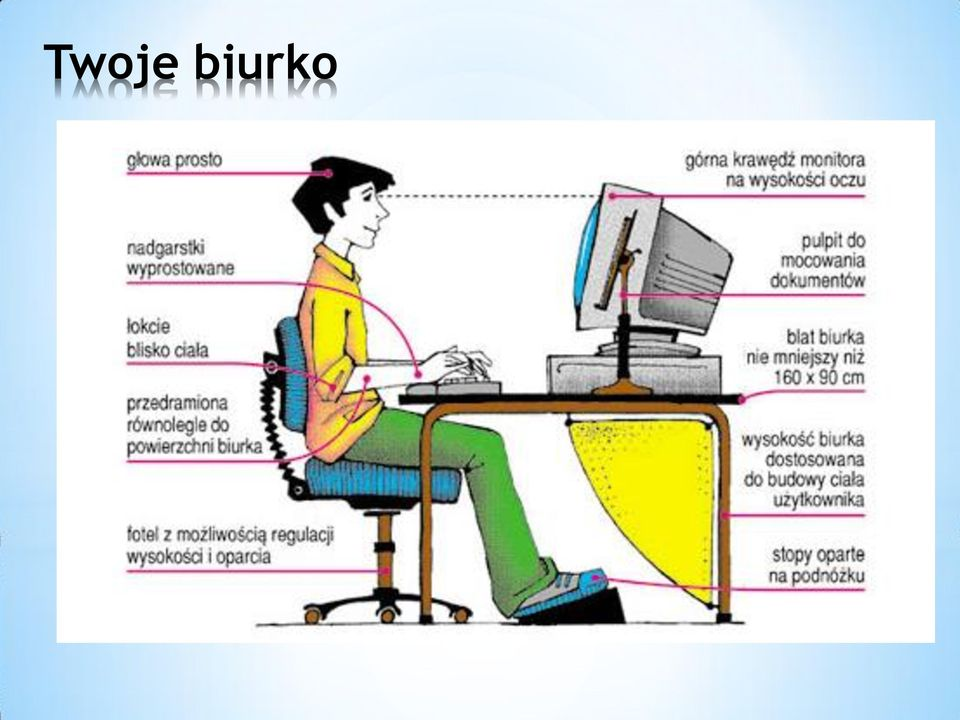 Twoje biurko
głowa prosto
nadgarstki
wyprostowane
łokcie
blisko ciała
przedramiona
równolegle do
powierzchni biurka
fotel z możliwością regulacji
wysokości i oparcia
górna krawędź monitora
na wysokości oczu
pulpit do
mocowania
dokumentów
blat biurka
nie mniejszy niż
160 x 90 cm
wysokość biurka
dostosowana
do budowy ciała
użytkownika
stopy oparte
na podnóżku